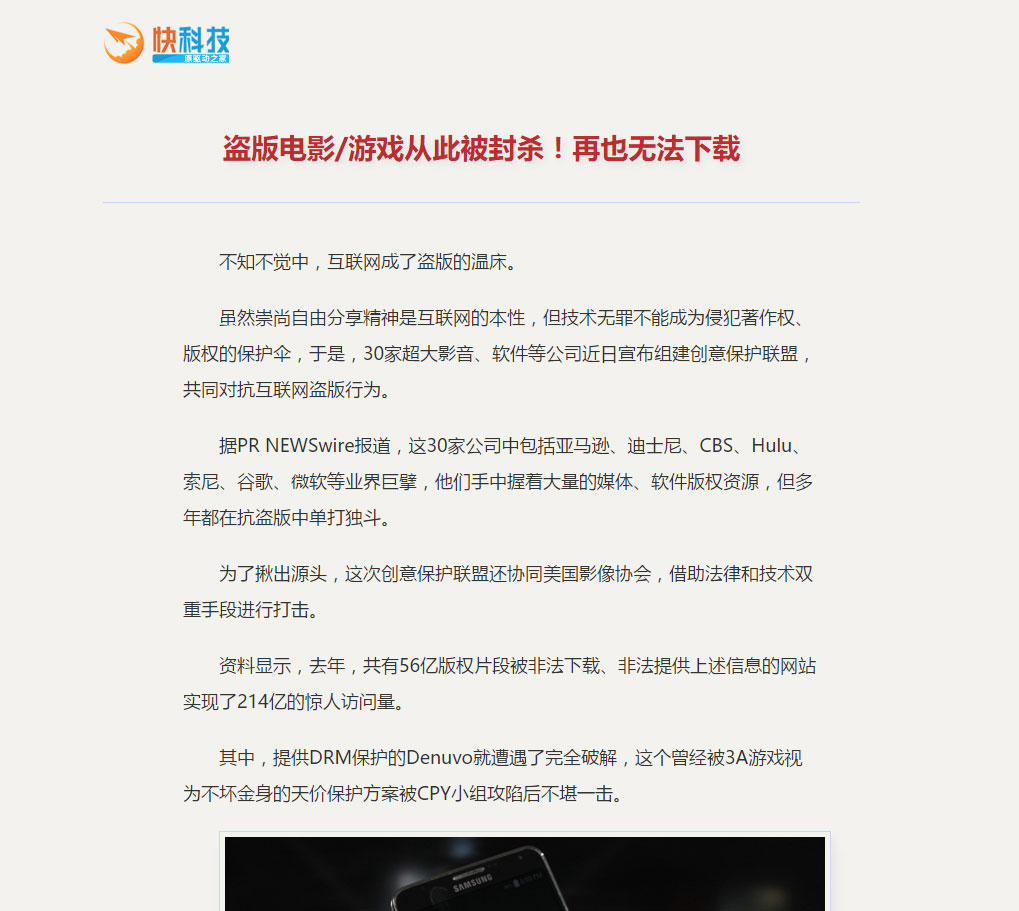 快科技
原驱动之家
盗版电影/游戏从此被封杀！再也无法下载
不知不觉中，互联网成了盗版的温床。
虽然崇尚自由分享精神是互联网的本性，但技术无罪不能成为侵犯著作权、
版权的保护伞，于是，30家超大影音、软件等公司近日宣布组建创意保护联盟，
共同对抗互联网盗版行为。
据PR NEWSwire报道，这30家公司中包括亚马逊、迪士尼、CBS、Hulu、
索尼、谷歌、微软等业界巨擘，他们手中握着大量的媒体、软件版权资源，但多
年都在抗盗版中单打独斗。
为了揪出源头，这次创意保护联盟还协同美国影像协会，借助法律和技术双
重手段进行打击。
资料显示，去年，共有56亿版权片段被非法下载、非法提供上述信息的网站
实现了214亿的惊人访问量。
其中，提供DRM保护的Denuvo就遭遇了完全破解，这个曾经被3A游戏视
为不坏金身的天价保护方案被CPY小组攻陷后不堪一击。
SAMSUNG